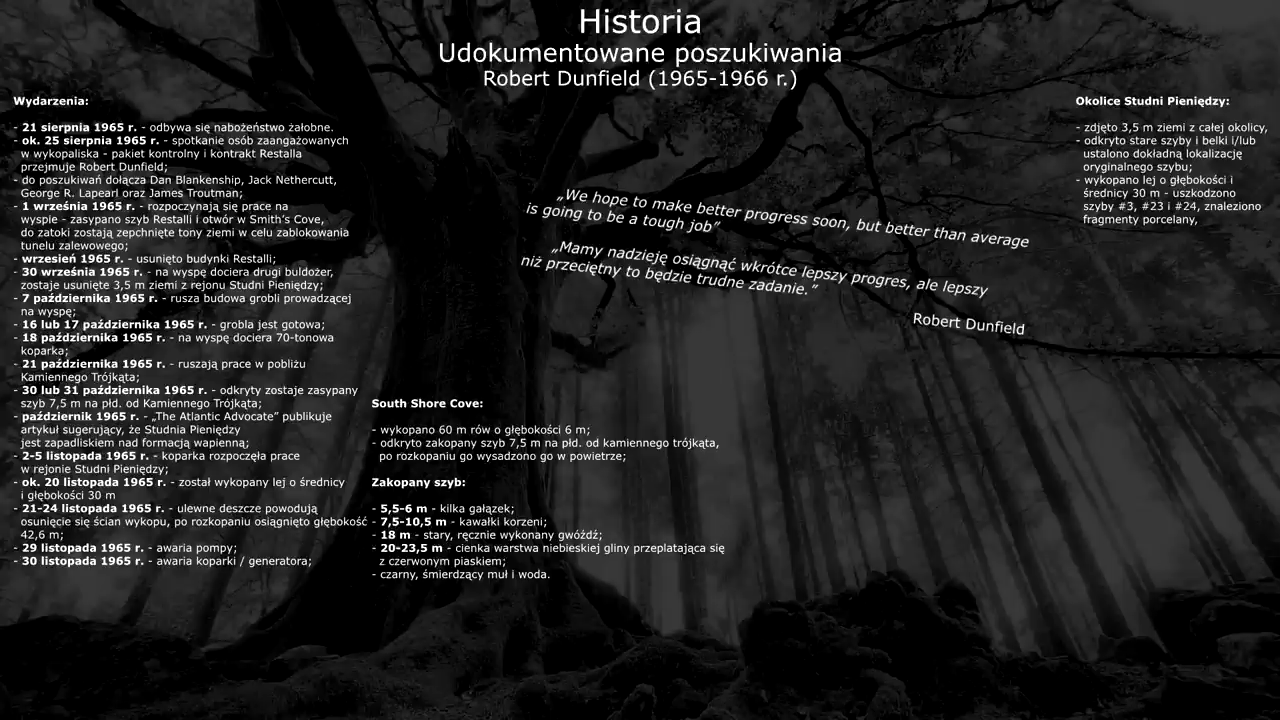 Historia
Udokumentowane poszukiwania
Robert Dunfield (1965-1966 r.)
Wydarzenia:
- 21 sierpnia 1965 r. - odbywa się nabożeństwo żałobne.
- ok. 25 sierpnia 1965 r. - spotkanie osób zaangażowanych
w wykopaliska - pakiet kontrolny i kontrakt Restalla
przejmuje Robert Dunfield;
- do poszukiwań dołącza Dan Blankenship, Jack Nethercutt,
George R. Lapearl oraz James Troutman;
- 1 września 1965 r. - rozpoczynają się prace na
wyspie - zasypano szyb Restalli i otwór w Smith's Cove,
do zatoki zostają zepchnięte tony ziemi w celu zablokowania
tunelu zalewowego;
- wrzesień 1965 r. - usunięto budynki Restalli;
- 30 września 1965 r. - na wyspę dociera drugi buldożer,
zostaje usunięte 3,5 m ziemi z rejonu Studni Pieniędzy;
- 7 października 1965 r. - rusza budowa grobli prowadzącej
na wyspę;
- 16 lub 17 października 1965 r. - grobla jest gotowa;
- 18 października 1965 r. - na wyspę dociera 70-tonowa
koparka;
- 21 października 1965 r. - ruszają prace w pobliżu
Kamiennego Trójkąta;
- 30 lub 31 października 1965 r. - odkryty zostaje zasypany
szyb 7,5 m na płd. od Kamiennego Trójkąta;
- październik 1965 r. - „The Atlantic Advocate” publikuje
artykuł sugerujący, że Studnia Pieniędzy
jest zapadliskiem nad formacją wapienną;
- 2-5 listopada 1965 r. - koparka rozpoczęła prace
w rejonie Studni Pieniędzy;
- ok. 20 listopada 1965 r. - został wykopany lej o średnicy
i głębokości 30 m
- 21-24 listopada 1965 r. - ulewne deszcze powodują
osunięcie się ścian wykopu, po rozkopaniu osiągnięto głębokość
42,6 m;
- 29 listopada 1965 r. - awaria pompy;
- 30 listopada 1965 r. - awaria koparki / generatora;
„We hope to make better progress soon, but better than average
is going to be a tough job”
„Mamy nadzieję osiągnąć wkrótce lepszy progres, ale lepszy
niż przeciętny to będzie trudne zadanie.”
Robert Dunfield
South Shore Cove:
- wykopano 60 m rów o głębokości 6 m;
- odkryto zakopany szyb 7,5 m na płd. od kamiennego trójkąta,
po rozkopaniu go wysadzono go w powietrze;
Zakopany szyb:
- 5,5-6 m - kilka gałązek;
- 7,5-10,5 m - kawałki korzeni;
- 18 m - stary, ręcznie wykonany gwóźdź;
- 20-23,5 m - cienka warstwa niebieskiej gliny przeplatająca się
z czerwonym piaskiem;
- czarny, śmierdzący muł i woda.
Okolice Studni Pieniędzy:
- zdjęto 3,5 m ziemi z całej okolicy,
- odkryto stare szyby i belki i/lub
ustalono dokładną lokalizację
oryginalnego szybu;
- wykopano lej o głębokości i
średnicy 30 m - uszkodzono
szyby #3, #23 i #24, znaleziono
fragmenty porcelany,